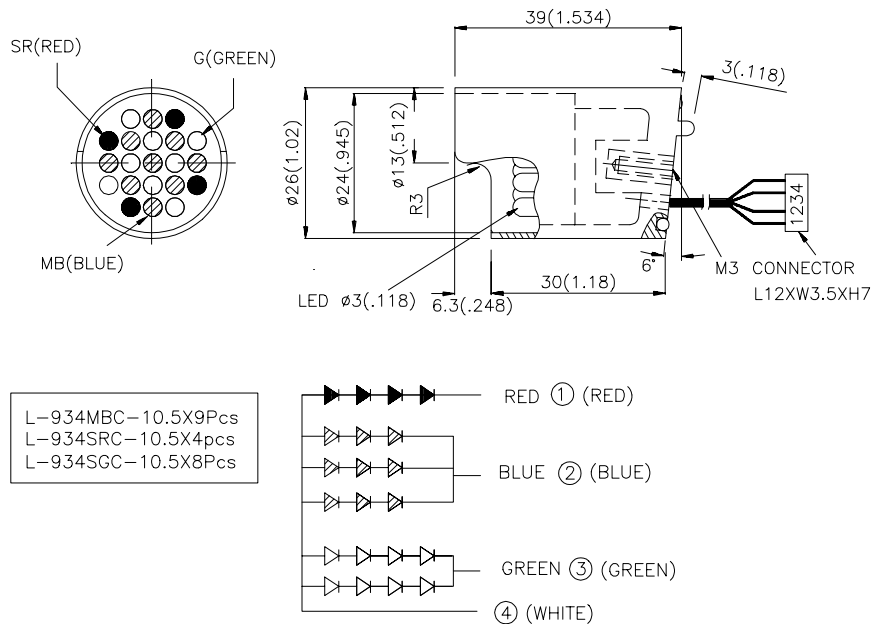 SR(RED)
G(GREEN)
MB(BLUE)
39(1.534)
3(.118)
ø26(1.02)
ø24(.945)
ø13(.512)
R3
1234
6°
M3
CONNECTOR
L12XW3.5XH7
LED ø3(.118)
6.3(.248)
30(1.18)
L-934MBC-10.5X9Pcs
L-934SRC-10.5X4pcs
L-934SGC-10.5X8Pcs
RED ① (RED)
BLUE ② (BLUE)
GREEN ③ (GREEN)
④ (WHITE)